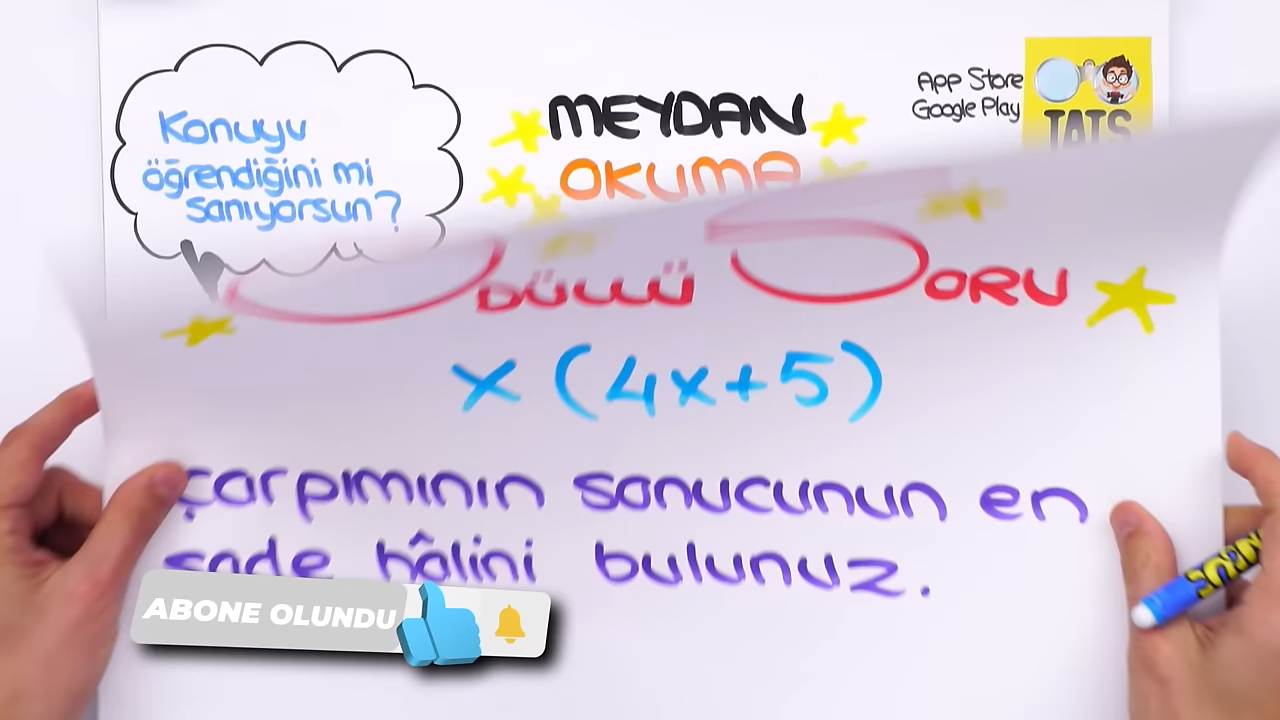 Konuyu
öğrendiğini mi
sanıyorsun?
MEYDAN
OKUMA
App Store
Google Play
TATS
ÖDÜLLÜ SORU
x (4x+5)
çarpımının sonucunun en
sade hâlini bulunuz.
ABONE OLUNDU